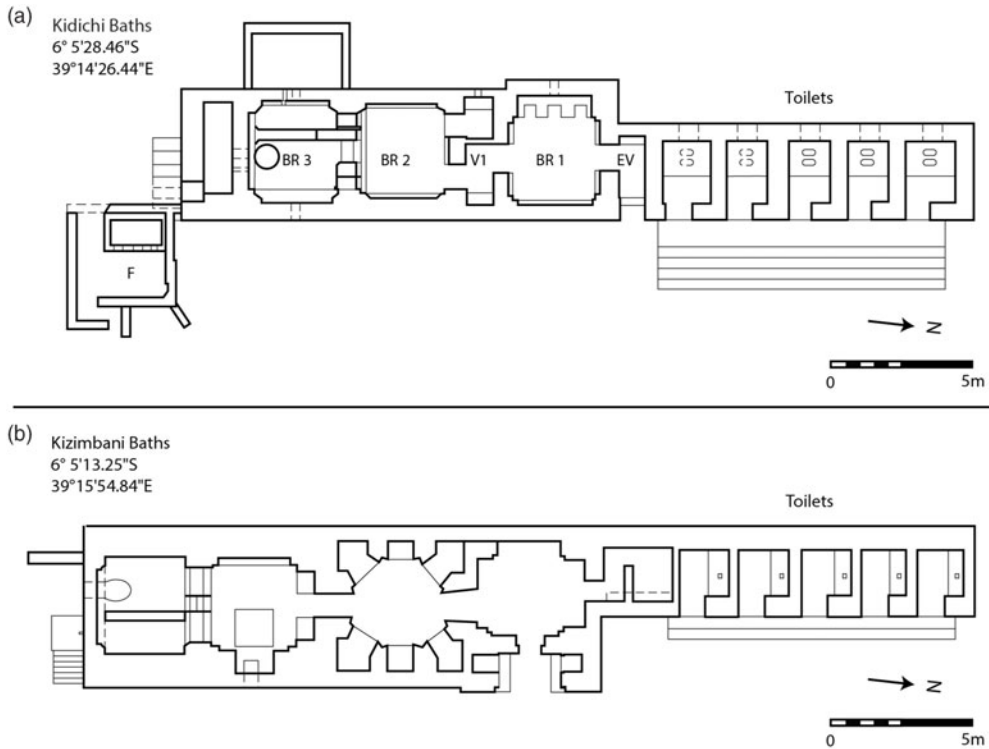 (a)
Kidichi Baths
6° 5'28.46"S
39°14'26.44"E
Toilets
BR 3 BR 2 V1 BR 1 EV
F
N
0 5m
(b)
Kizimbani Baths
6° 5'13.25"S
39°15'54.84"E
Toilets
N
0 5m